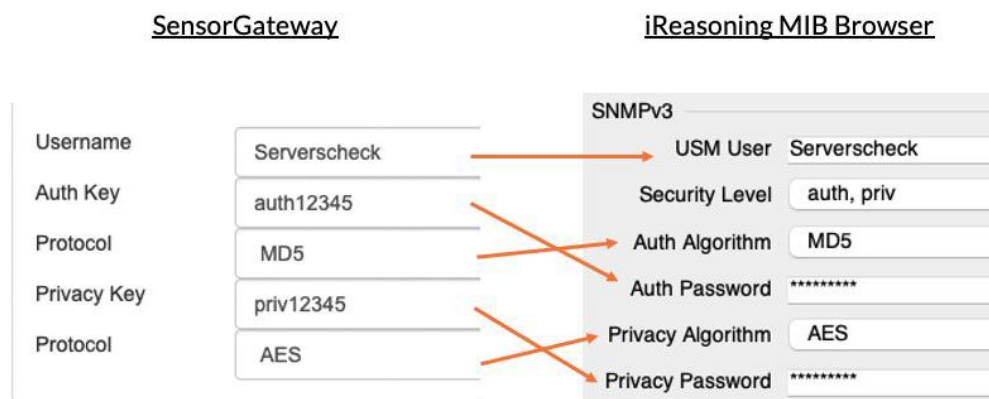 SensorGateway
iReasoning MIB Browser
Username
Serverscheck
Auth Key
auth12345
Protocol
MD5
Privacy Key
priv12345
Protocol
AES
SNMPv3
USM User
Serverscheck
Security Level
auth, priv
Auth Algorithm
MD5
Auth Password
*********
Privacy Algorithm
AES
Privacy Password
*********